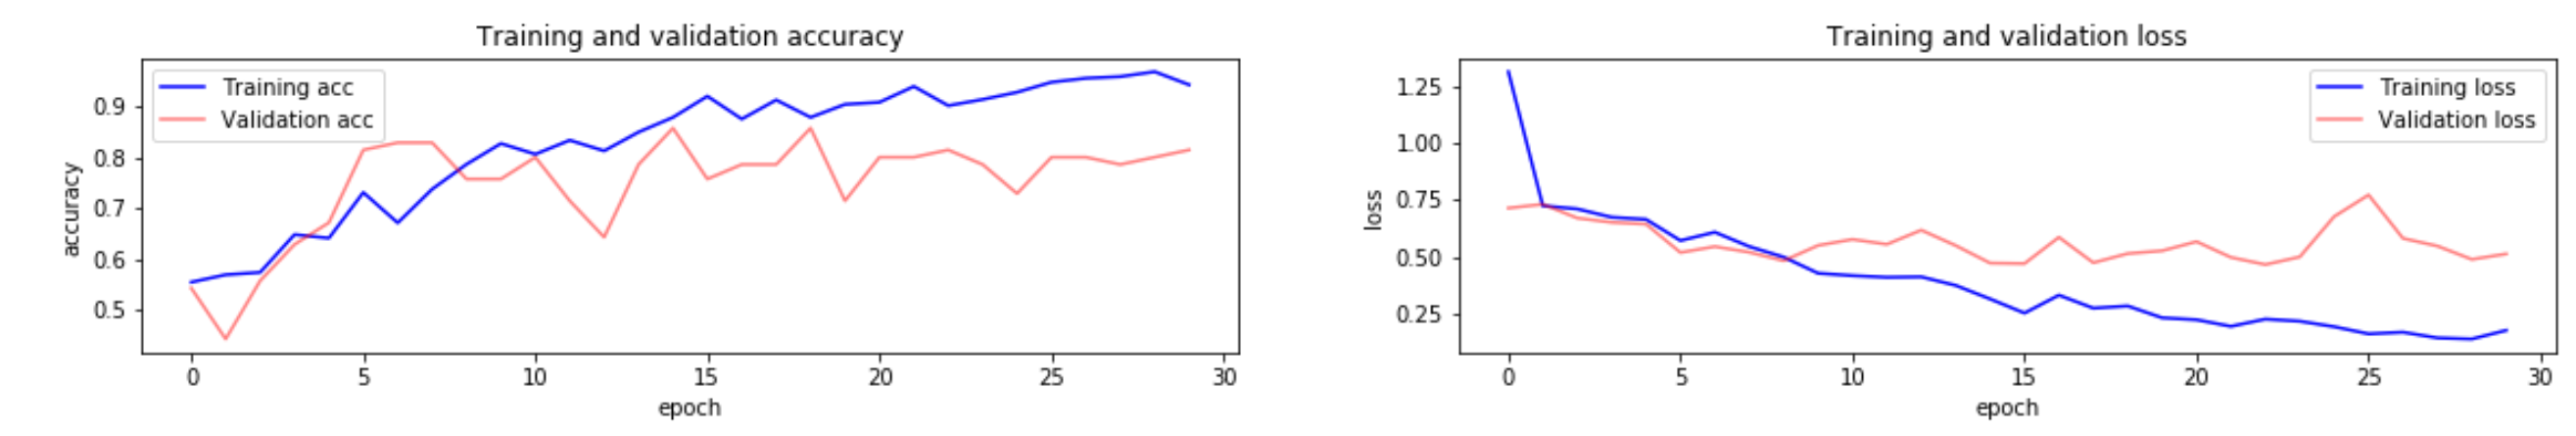 Training and validation accuracy
Training acc
Validation acc
0.9
0.8
0.7
0.6
0.5
accuracy
0 5 10 15 20 25 30
epoch
Training and validation loss
Training loss
Validation loss
1.25
1.00
0.75
0.50
0.25
loss
0 5 10 15 20 25 30
epoch